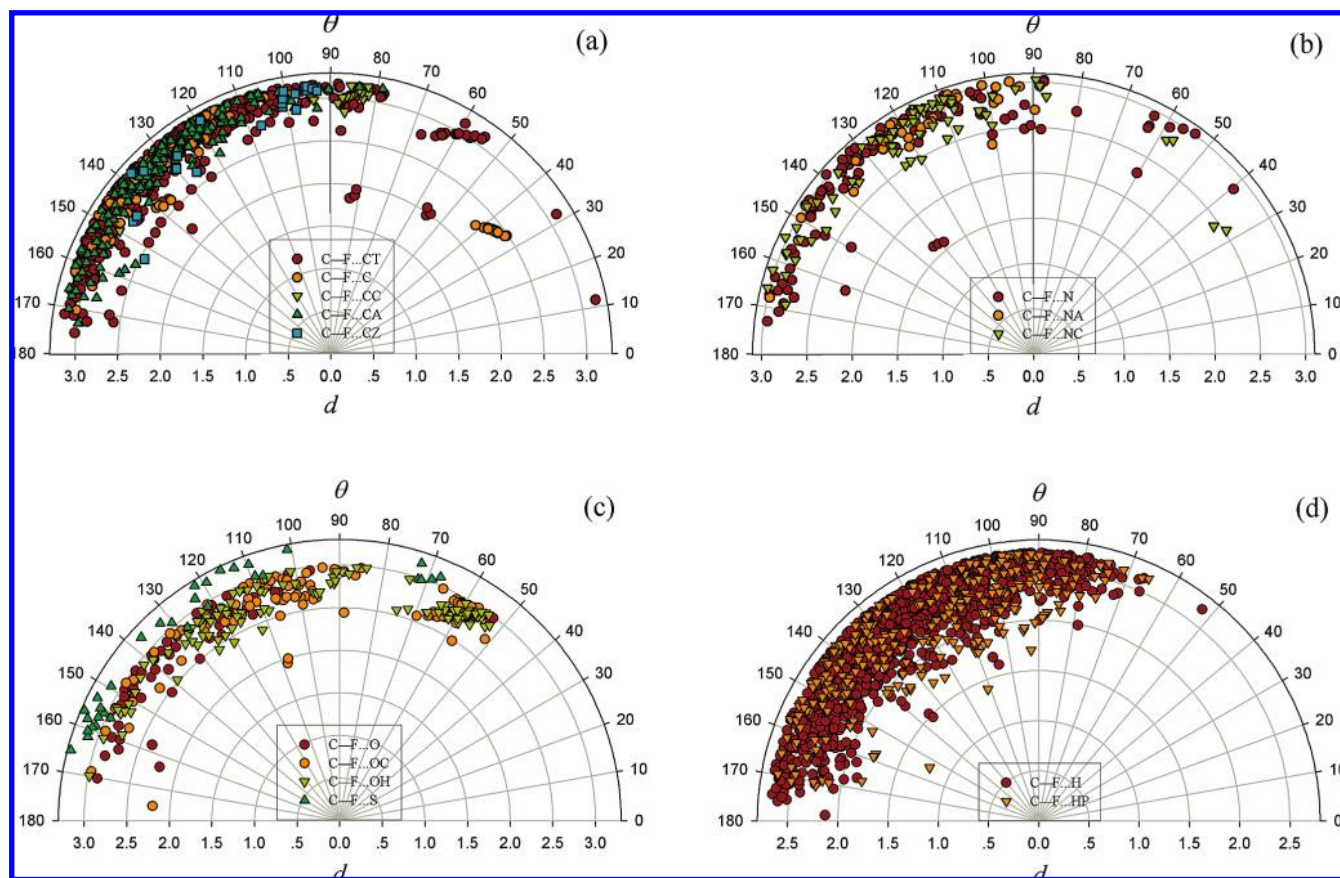 θ
(a)
90
100 80
110 70
120 60
130 50
140 40
150 30
160 20
170 10
180 0
3.0 2.5 2.0 1.5 1.0 .5 0.0 .5 1.0 1.5 2.0 2.5 3.0
d
C—F...CT
C—F...C
C—F...CC
C—F...CA
C—F...CZ
θ
(b)
90
100 80
110 70
120 60
130 50
140 40
150 30
160 20
170 10
180 0
3.0 2.5 2.0 1.5 1.0 .5 0.0 .5 1.0 1.5 2.0 2.5 3.0
d
C—F...N
C—F...NA
C—F...NC
θ
(c)
90
100 80
110 70
120 60
130 50
140 40
150 30
160 20
170 10
180 0
3.0 2.5 2.0 1.5 1.0 .5 0.0 .5 1.0 1.5 2.0 2.5 3.0
d
C—F...O
C—F...OC
C—F...OH
C—F...S
θ
(d)
90
100 80
110 70
120 60
130 50
140 40
150 30
160 20
170 10
180 0
2.5 2.0 1.5 1.0 .5 0.0 .5 1.0 1.5 2.0 2.5
d
C—F...H
C—F...HP